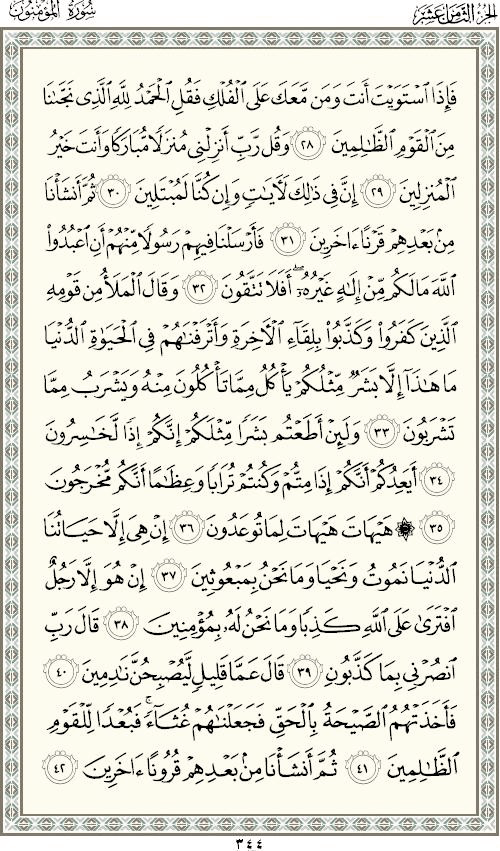 الجزء الثامن عشر
سورة المؤمنون
فَإِذَا ٱسْتَوَيْتَ أَنتَ وَمَن مَّعَكَ عَلَى ٱلْفُلْكِ فَقُلِ ٱلْحَمْدُ لِلَّهِ ٱلَّذِى نَجَّىٰنَا
مِنَ ٱلْقَوْمِ ٱلظَّـٰلِمِينَ ٢٨ وَقُل رَّبِّ أَنزِلْنِى مُنزَلًا مُّبَارَكًا وَأَنتَ خَيْرُ
ٱلْمُنزِلِينَ ٢٩ إِنَّ فِى ذَٰلِكَ لَـَٔايَـٰتٍ وَإِن كُنَّا لَمُبْتَلِينَ ٣٠ ثُمَّ أَنشَأْنَا
مِنۢ بَعْدِهِمْ قَرْنًا ءَاخَرِينَ ٣١ فَأَرْسَلْنَا فِيهِمْ رَسُولًا مِّنْهُمْ أَنِ ٱعْبُدُوا۟
ٱللَّهَ مَا لَكُم مِّنْ إِلَـٰهٍ غَيْرُهُۥٓ ۖ أَفَلَا تَتَّقُونَ ٣٢ وَقَالَ ٱلْمَلَأُ مِن قَوْمِهِ
ٱلَّذِينَ كَفَرُوا۟ وَكَذَّبُوا۟ بِلِقَآءِ ٱلْـَٔاخِرَةِ وَأَتْرَفْنَـٰهُمْ فِى ٱلْحَيَوٰةِ ٱلدُّنْيَا
مَا هَـٰذَآ إِلَّا بَشَرٌ مِّثْلُكُمْ يَأْكُلُ مِمَّا تَأْكُلُونَ مِنْهُ وَيَشْرَبُ مِمَّا
تَشْرَبُونَ ٣٣ وَلَئِنْ أَطَعْتُم بَشَرًا مِّثْلَكُمْ إِنَّكُمْ إِذًا لَّخَـٰسِرُونَ
٣٤ أَيَعِدُكُمْ أَنَّكُمْ إِذَا مِتُّمْ وَكُنتُمْ تُرَابًا وَعِظَـٰمًا أَنَّكُم مُّخْرَجُونَ
٣٥ ۞ هَيْهَاتَ هَيْهَاتَ لِمَا تُوعَدُونَ ٣٦ إِنْ هِىَ إِلَّا حَيَاتُنَا
ٱلدُّنْيَا نَمُوتُ وَنَحْيَا وَمَا نَحْنُ بِمَبْعُوثِينَ ٣٧ إِنْ هُوَ إِلَّا رَجُلٌ
ٱفْتَرَىٰ عَلَى ٱللَّهِ كَذِبًا وَمَا نَحْنُ لَهُۥ بِمُؤْمِنِينَ ٣٨ قَالَ رَبِّ
ٱنصُرْنِى بِمَا كَذَّبُونِ ٣٩ قَالَ عَمَّا قَلِيلٍ لَّيُصْبِحُنَّ نَـٰدِمِينَ ٤٠
فَأَخَذَتْهُمُ ٱلصَّيْحَةُ بِٱلْحَقِّ فَجَعَلْنَـٰهُمْ غُثَآءً ۚ فَبُعْدًا لِّلْقَوْمِ
ٱلظَّـٰلِمِينَ ٤١ ثُمَّ أَنشَأْنَا مِنۢ بَعْدِهِمْ قُرُونًا ءَاخَرِينَ ٤٢
٣٤٤